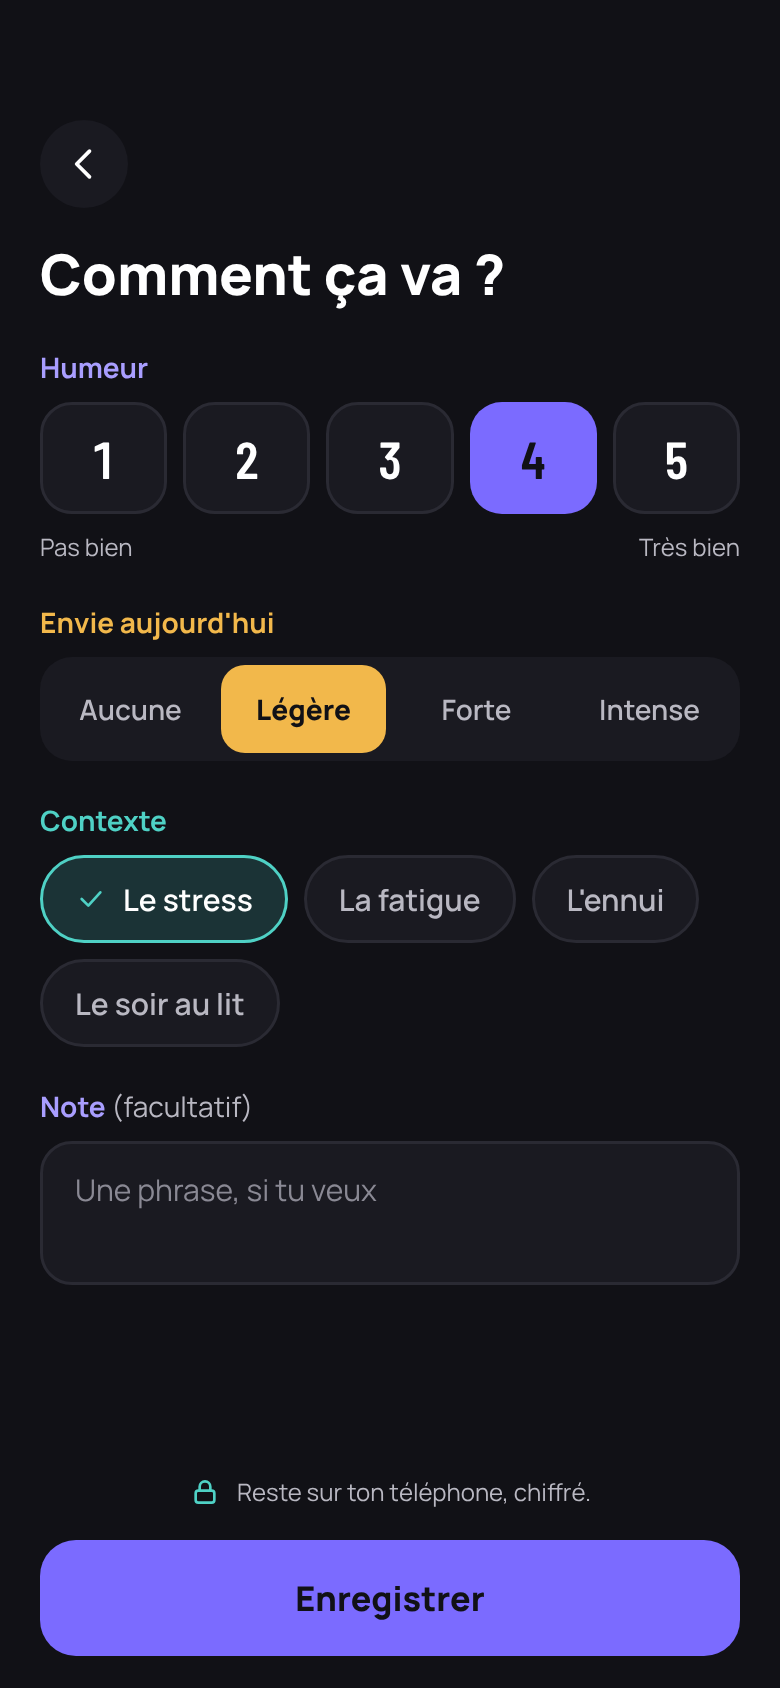 Comment ça va ?
Humeur
1 2 3 4 5
Pas bien Très bien
Envie aujourd'hui
Aucune Légère Forte Intense
Contexte
Le stress La fatigue L'ennui
Le soir au lit
Note (facultatif)
Une phrase, si tu veux
Reste sur ton téléphone, chiffré.
Enregistrer